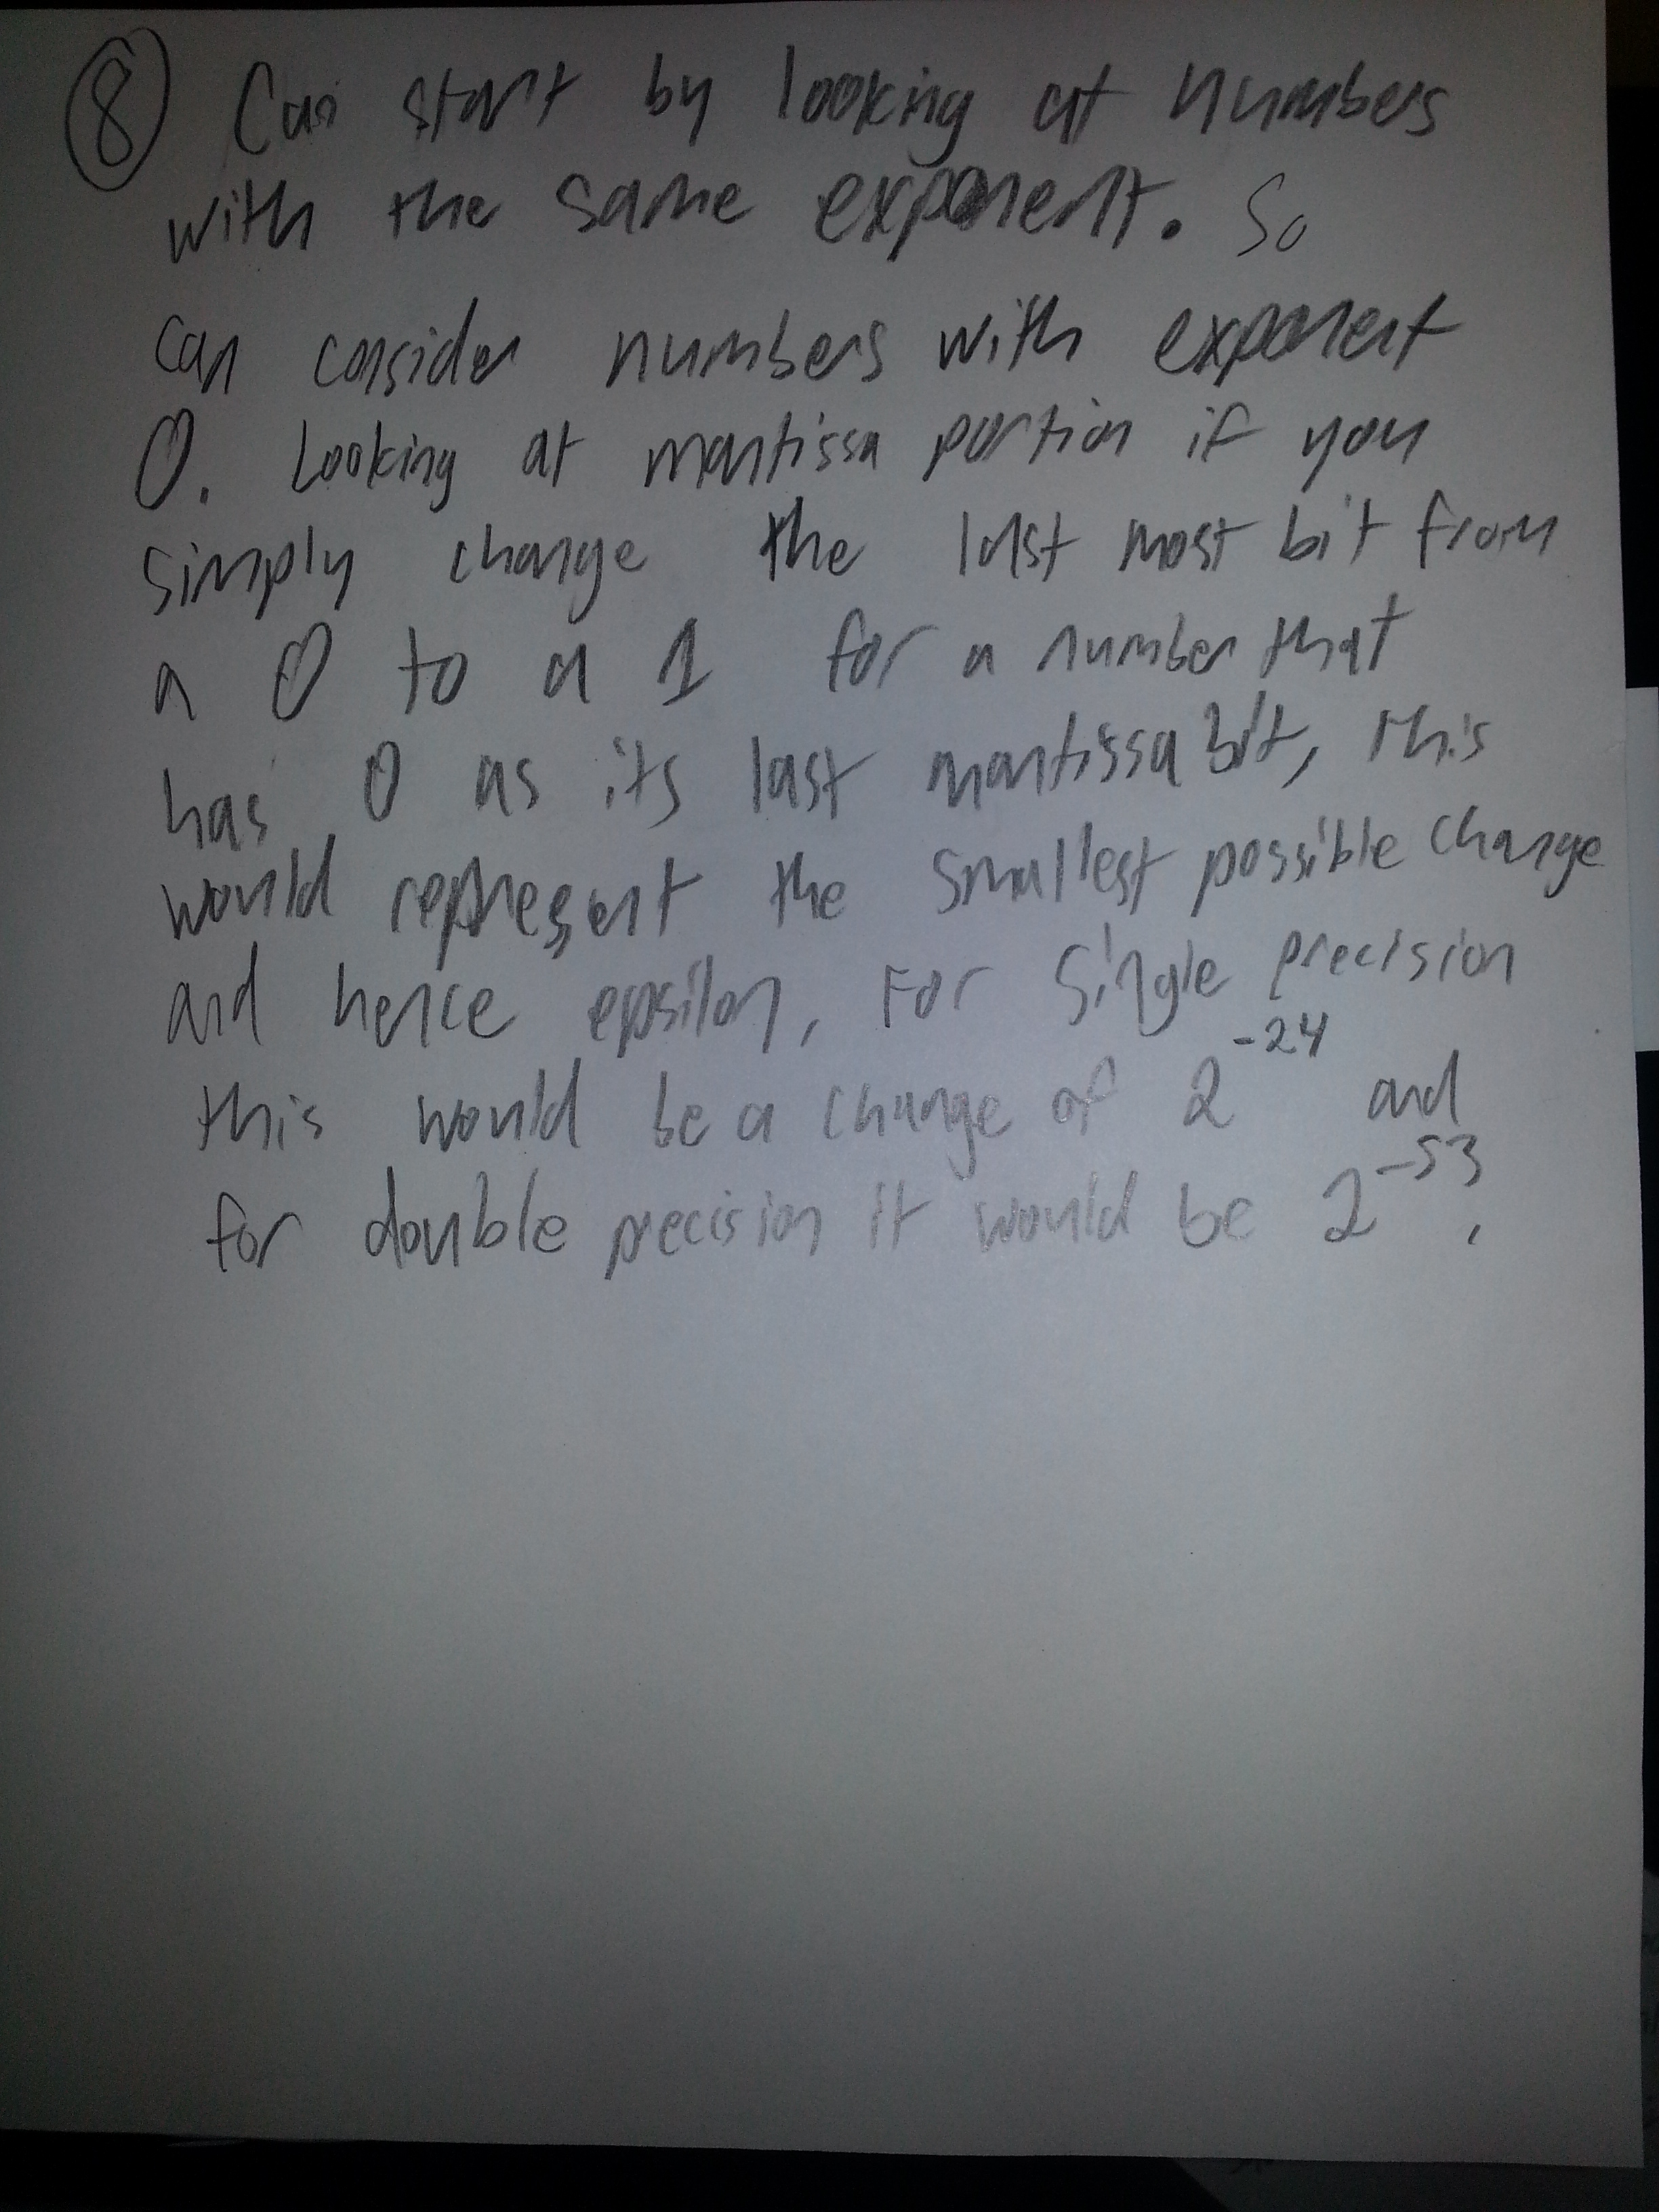 8 Can start by looking at numbers
with the same exponent. So
can consider numbers with exponent
0. Looking at mantissa portion if you
simply change the last most bit from
a 0 to a 1 for a number that
has 0 as its last mantissa bit, this
would represent the smallest possible change
and hence epsilon, For single precision
this would be a change of 2^-24 and
for double precision it would be 2^-53.